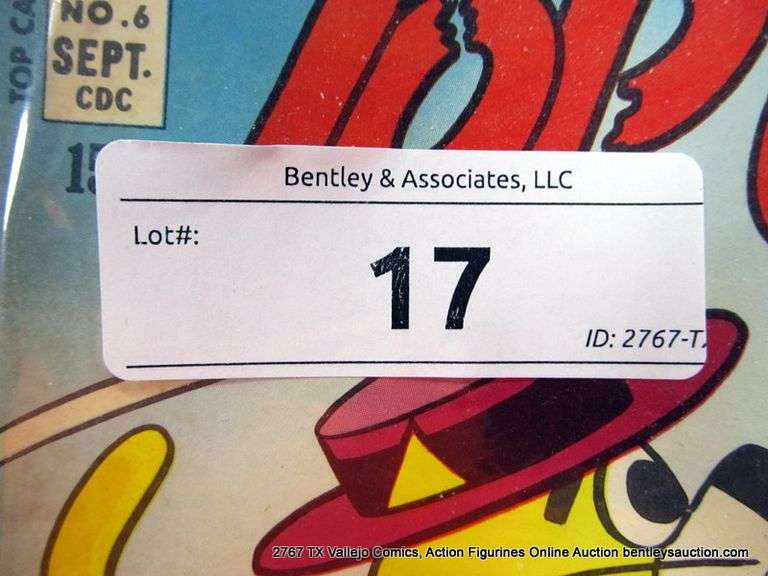 TOP CA
NO. 6
SEPT.
CDC
15
Bentley & Associates, LLC
Lot#:
17
ID: 2767-T
2767 TX Vallejo Comics, Action Figurines Online Auction bentleysauction.com